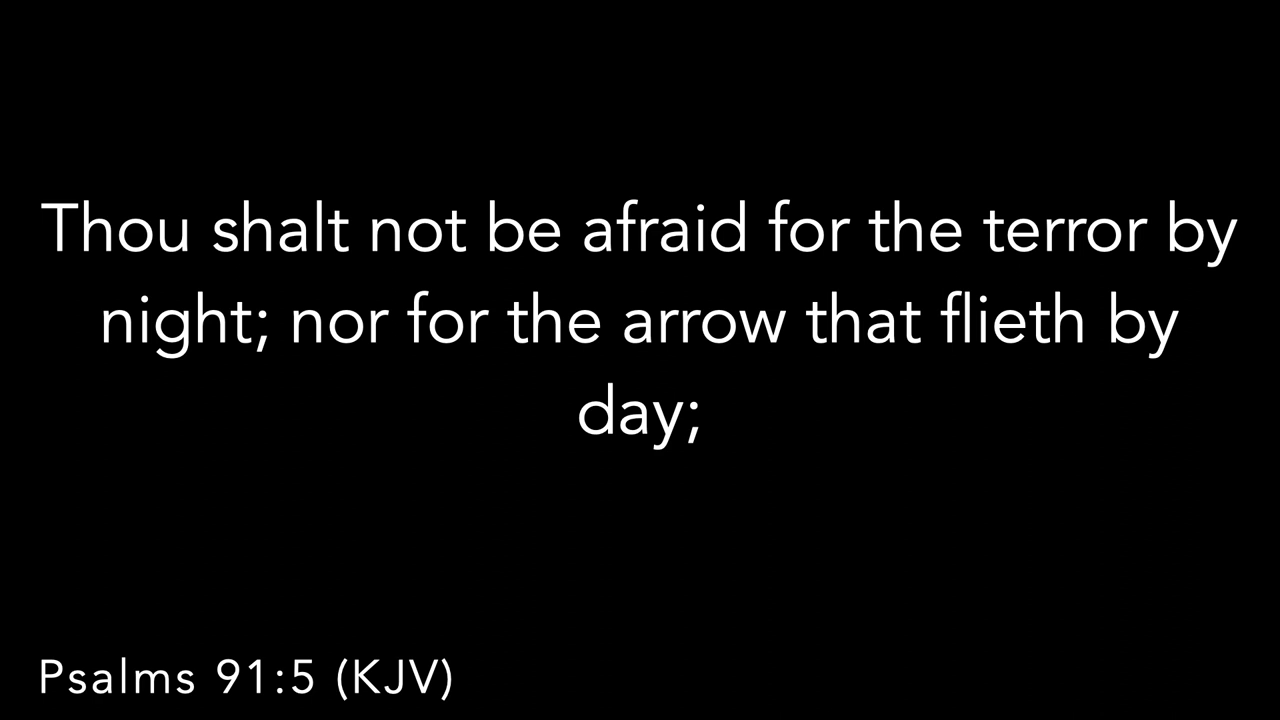 Thou shalt not be afraid for the terror by
night; nor for the arrow that flieth by
day;
Psalms 91:5 (KJV)